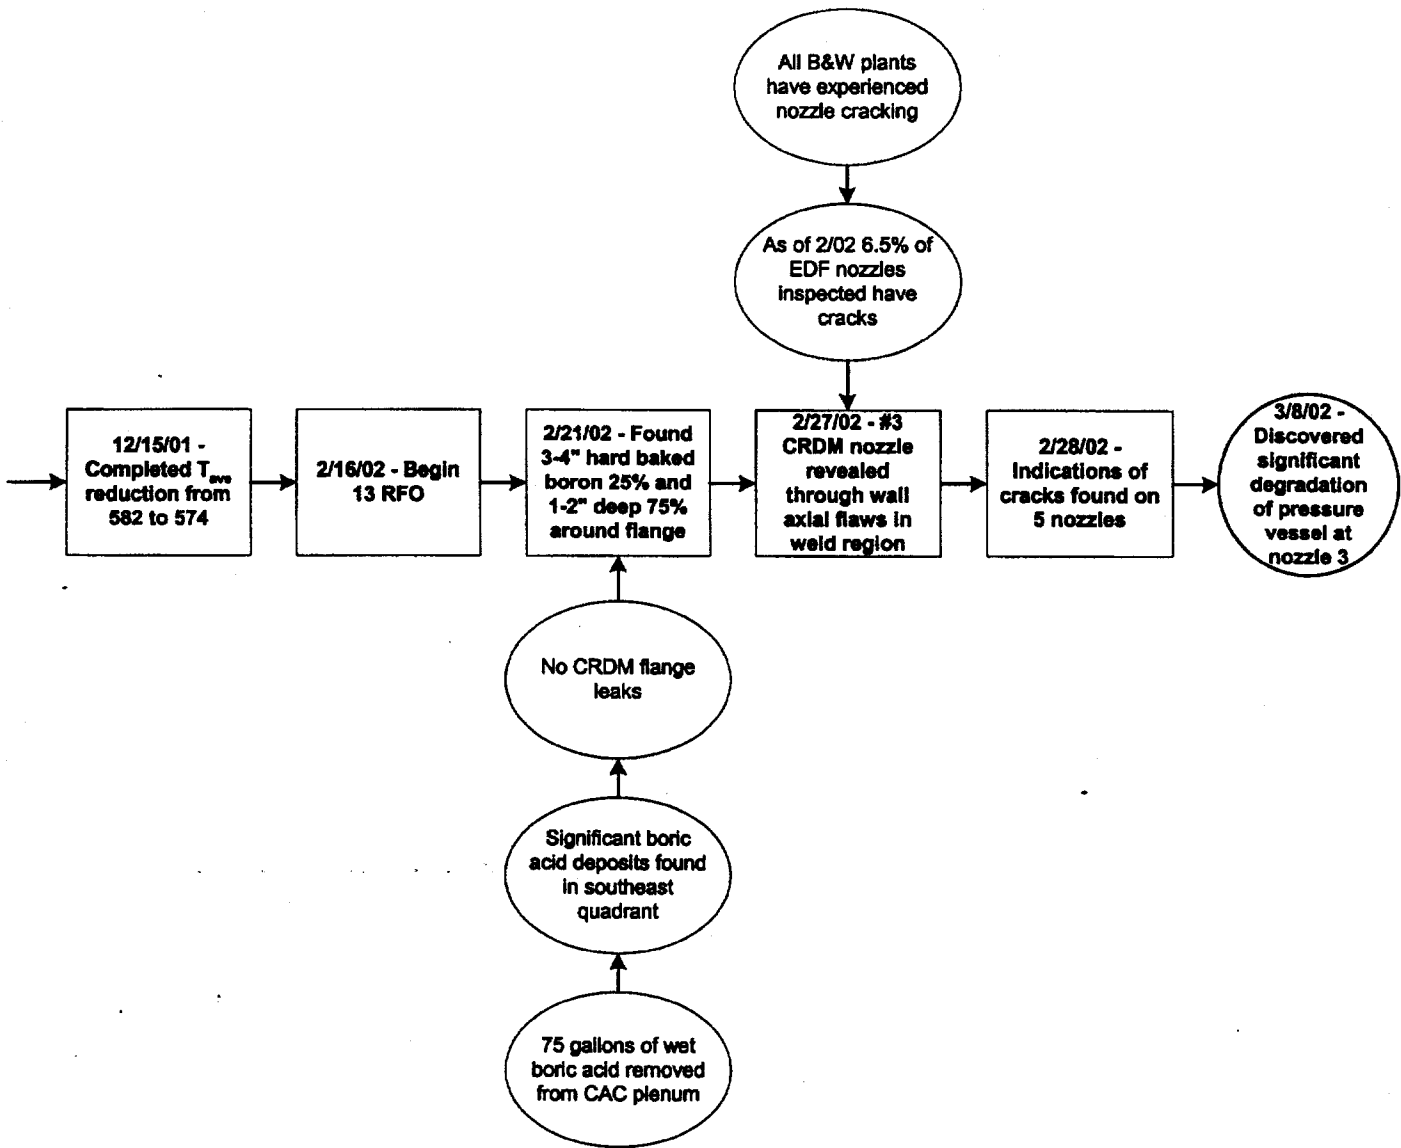 All B&W plants
have experienced
nozzle cracking
As of 2/02 6.5% of
EDF nozzles
inspected have
cracks
12/15/01 -
Completed Tave
reduction from
582 to 574
2/16/02 - Begin
13 RFO
2/21/02 - Found
3-4" hard baked
boron 25% and
1-2" deep 75%
around flange
2/27/02 - #3
CRDM nozzle
revealed
through wall
axial flaws in
weld region
2/28/02 -
Indications of
cracks found on
5 nozzles
3/8/02 -
Discovered
significant
degradation
of pressure
vessel at
nozzle 3
No CRDM flange
leaks
Significant boric
acid deposits found
in southeast
quadrant
75 gallons of wet
boric acid removed
from CAC plenum